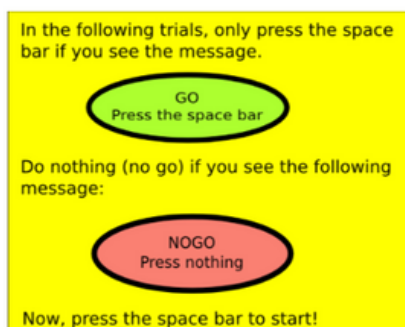 In the following trials, only press the space
bar if you see the message.
GO
Press the space bar
Do nothing (no go) if you see the following
message:
NOGO
Press nothing
Now, press the space bar to start!